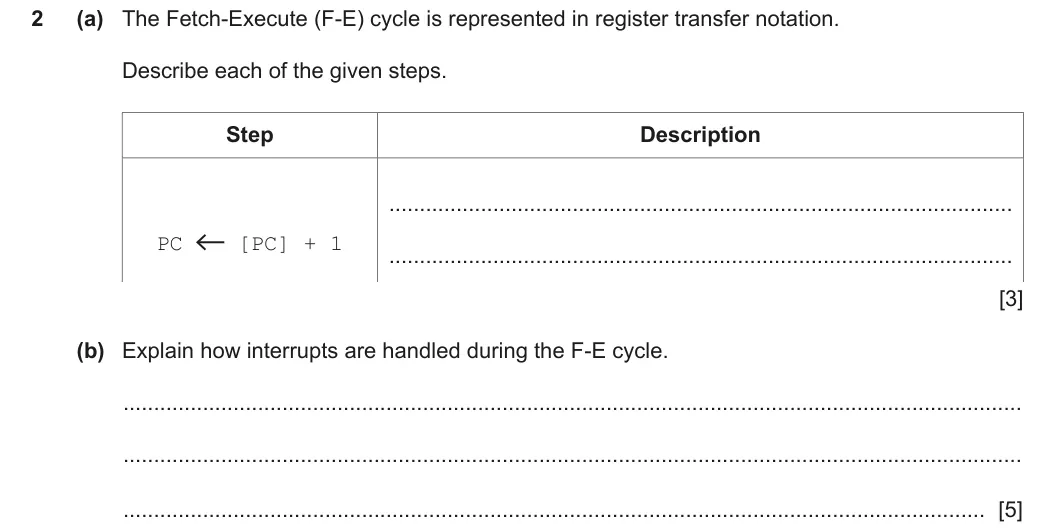 2 (a) The Fetch-Execute (F-E) cycle is represented in register transfer notation.
Describe each of the given steps.
Step Description
PC ← [PC] + 1
[3]
(b) Explain how interrupts are handled during the F-E cycle.
[5]